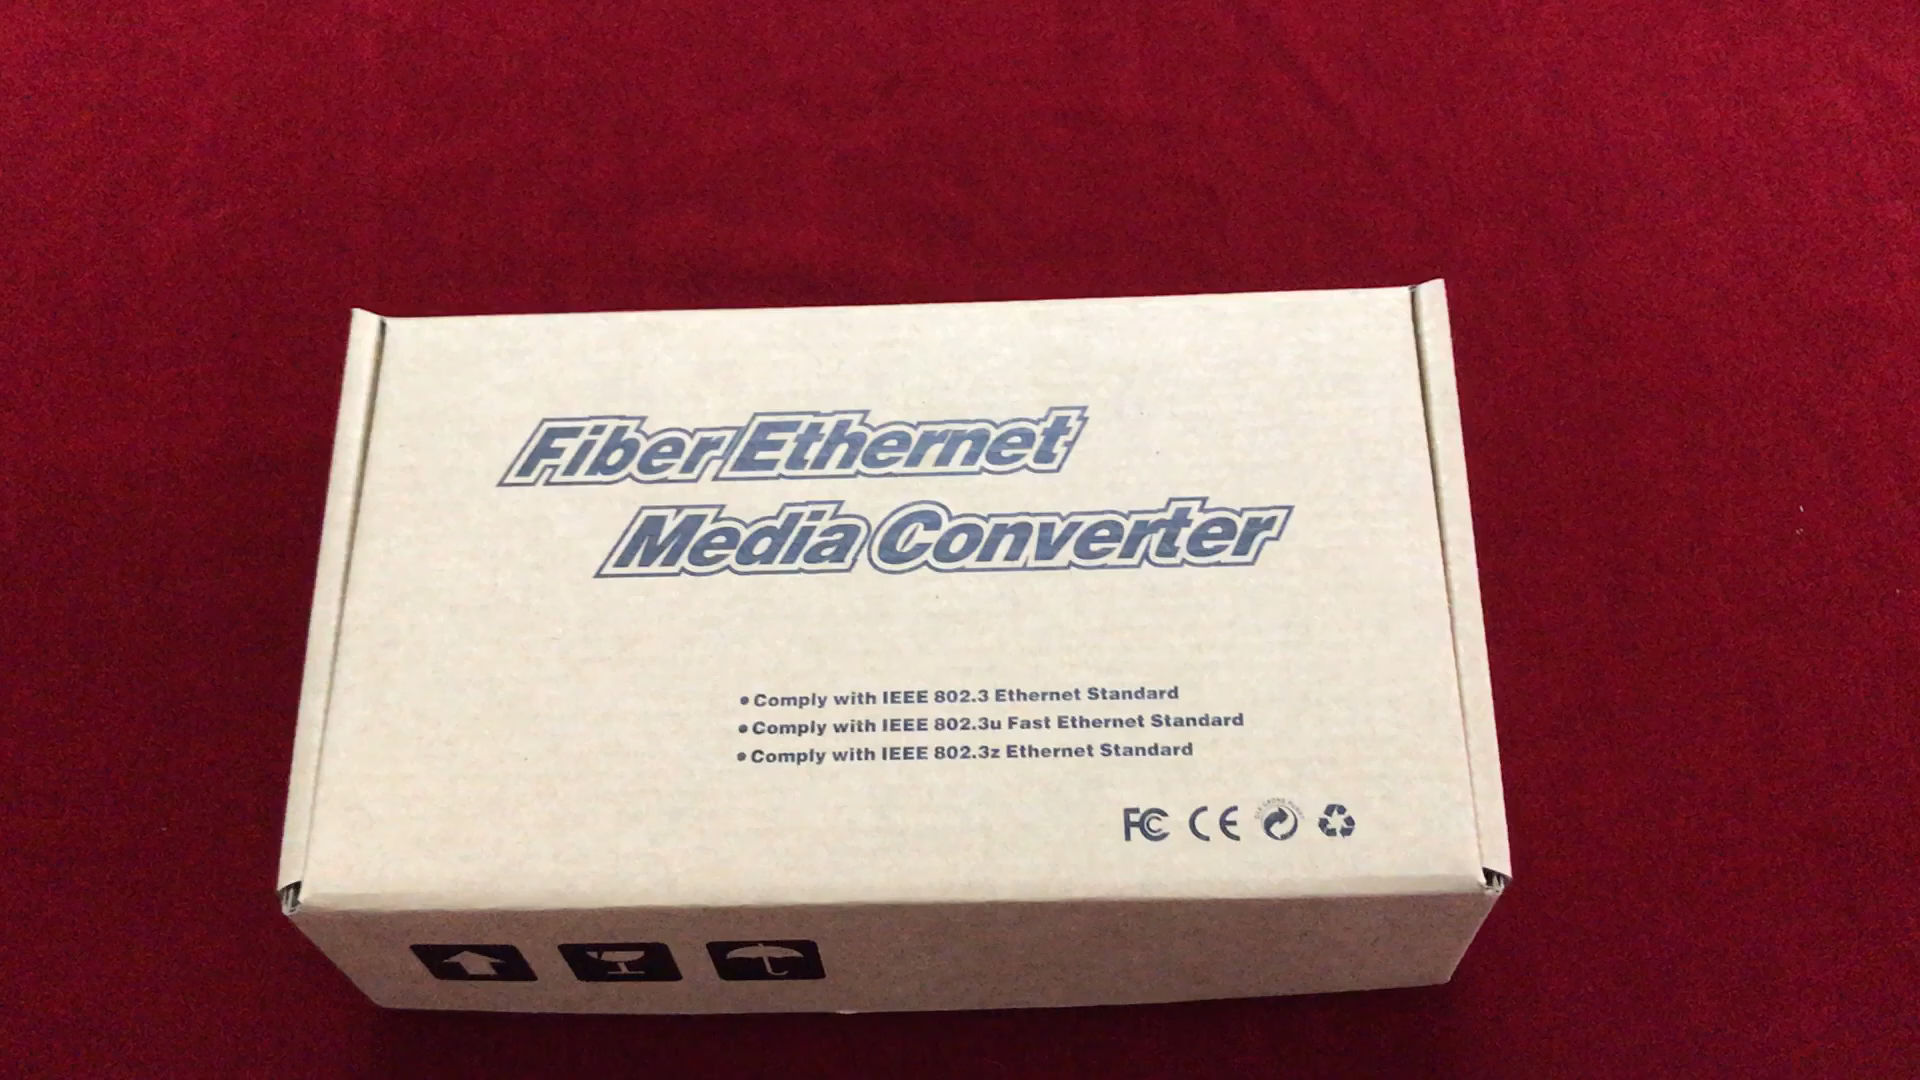 Fiber Ethernet
Media Converter
• Comply with IEEE 802.3 Ethernet Standard
• Comply with IEEE 802.3u Fast Ethernet Standard
• Comply with IEEE 802.3z Ethernet Standard
FC CE